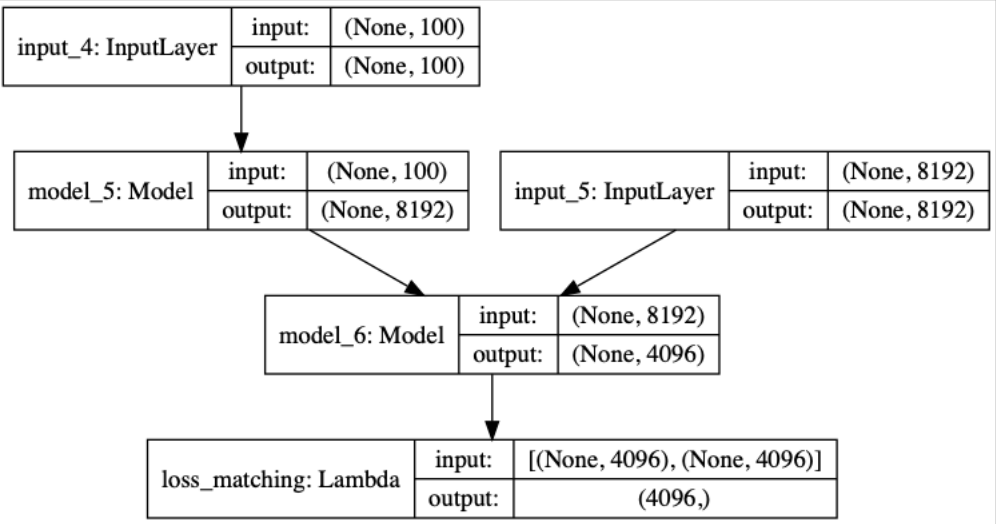 input_4: InputLayer
input: (None, 100)
output: (None, 100)
model_5: Model
input: (None, 100)
output: (None, 8192)
input_5: InputLayer
input: (None, 8192)
output: (None, 8192)
model_6: Model
input: (None, 8192)
output: (None, 4096)
loss_matching: Lambda
input: [(None, 4096), (None, 4096)]
output: (4096,)